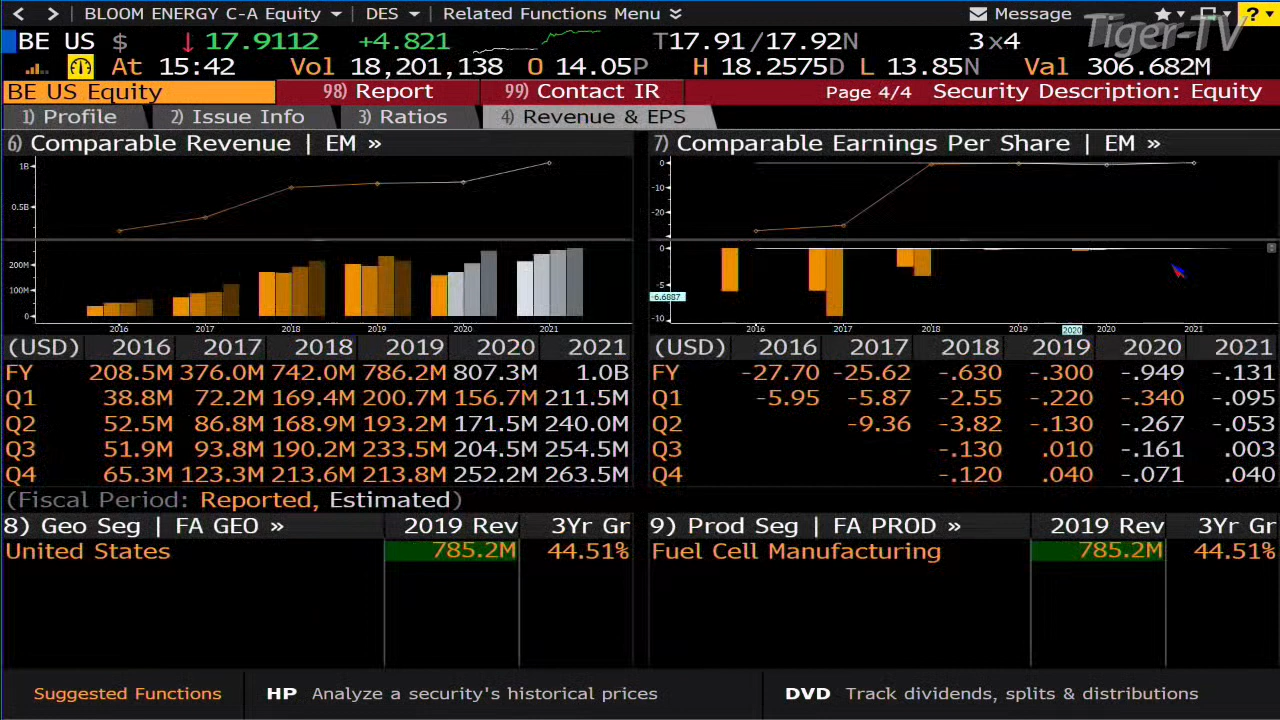 BLOOM ENERGY C-A Equity DES Related Functions Menu Message ?
Tiger-TV
BE US $ 17.9112 +4.821 T17.91/17.92N 3x4
At 15:42 Vol 18,201,138 O 14.05P H 18.2575D L 13.85N Val 306.682M
BE US Equity 98) Report 99) Contact IR Page 4/4 Security Description: Equity
1) Profile 2) Issue Info 3) Ratios 4) Revenue & EPS
6) Comparable Revenue | EM »
1B
0.5B
200M
100M
0
2016 2017 2018 2019 2020 2021
(USD) 2016 2017 2018 2019 2020 2021
FY 208.5M 376.0M 742.0M 786.2M 807.3M 1.0B
Q1 38.8M 72.2M 169.4M 200.7M 156.7M 211.5M
Q2 52.5M 86.8M 168.9M 193.2M 171.5M 240.0M
Q3 51.9M 93.8M 190.2M 233.5M 204.5M 254.5M
Q4 65.3M 123.3M 213.6M 213.8M 252.2M 263.5M
(Fiscal Period: Reported, Estimated)
7) Comparable Earnings Per Share | EM »
0
-10
-20
0
-5
-6.6887
-10
2016 2017 2018 2019 2020 2020 2021
(USD) 2016 2017 2018 2019 2020 2021
FY -27.70 -25.62 -.630 -.300 -.949 -.131
Q1 -5.95 -5.87 -2.55 -.220 -.340 -.095
Q2 -9.36 -3.82 -.130 -.267 -.053
Q3 -.130 .010 -.161 .003
Q4 -.120 .040 -.071 .040
8) Geo Seg | FA GEO » 2019 Rev 3Yr Gr
United States 785.2M 44.51%
9) Prod Seg | FA PROD » 2019 Rev 3Yr Gr
Fuel Cell Manufacturing 785.2M 44.51%
Suggested Functions HP Analyze a security's historical prices DVD Track dividends, splits & distributions